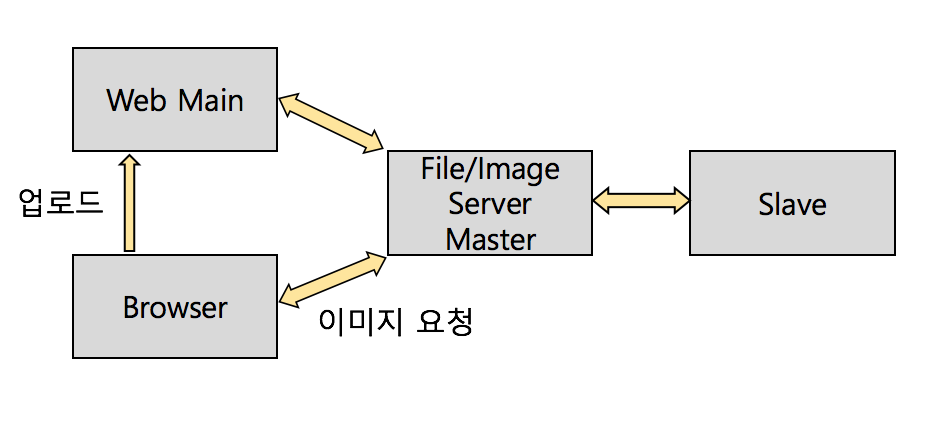 Web Main
File/Image
Server
Master
Slave
업로드
Browser
이미지 요청